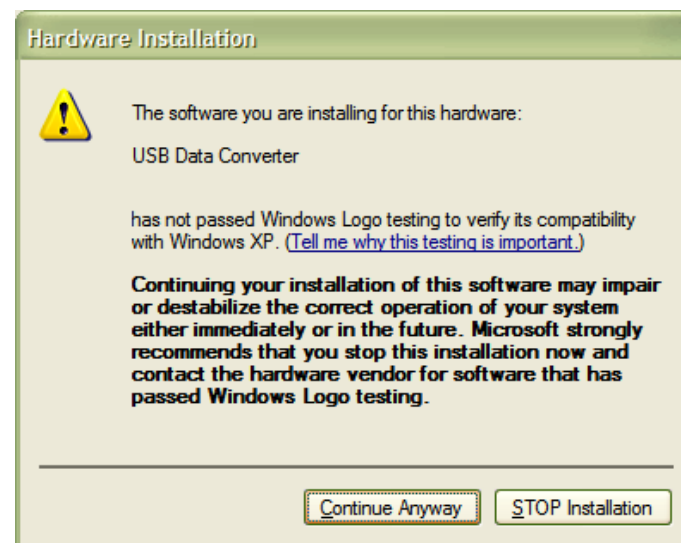 Hardware Installation
The software you are installing for this hardware:
USB Data Converter
has not passed Windows Logo testing to verify its compatibility
with Windows XP. (Tell me why this testing is important.)
Continuing your installation of this software may impair
or destabilize the correct operation of your system
either immediately or in the future. Microsoft strongly
recommends that you stop this installation now and
contact the hardware vendor for software that has
passed Windows Logo testing.
Continue Anyway
STOP Installation